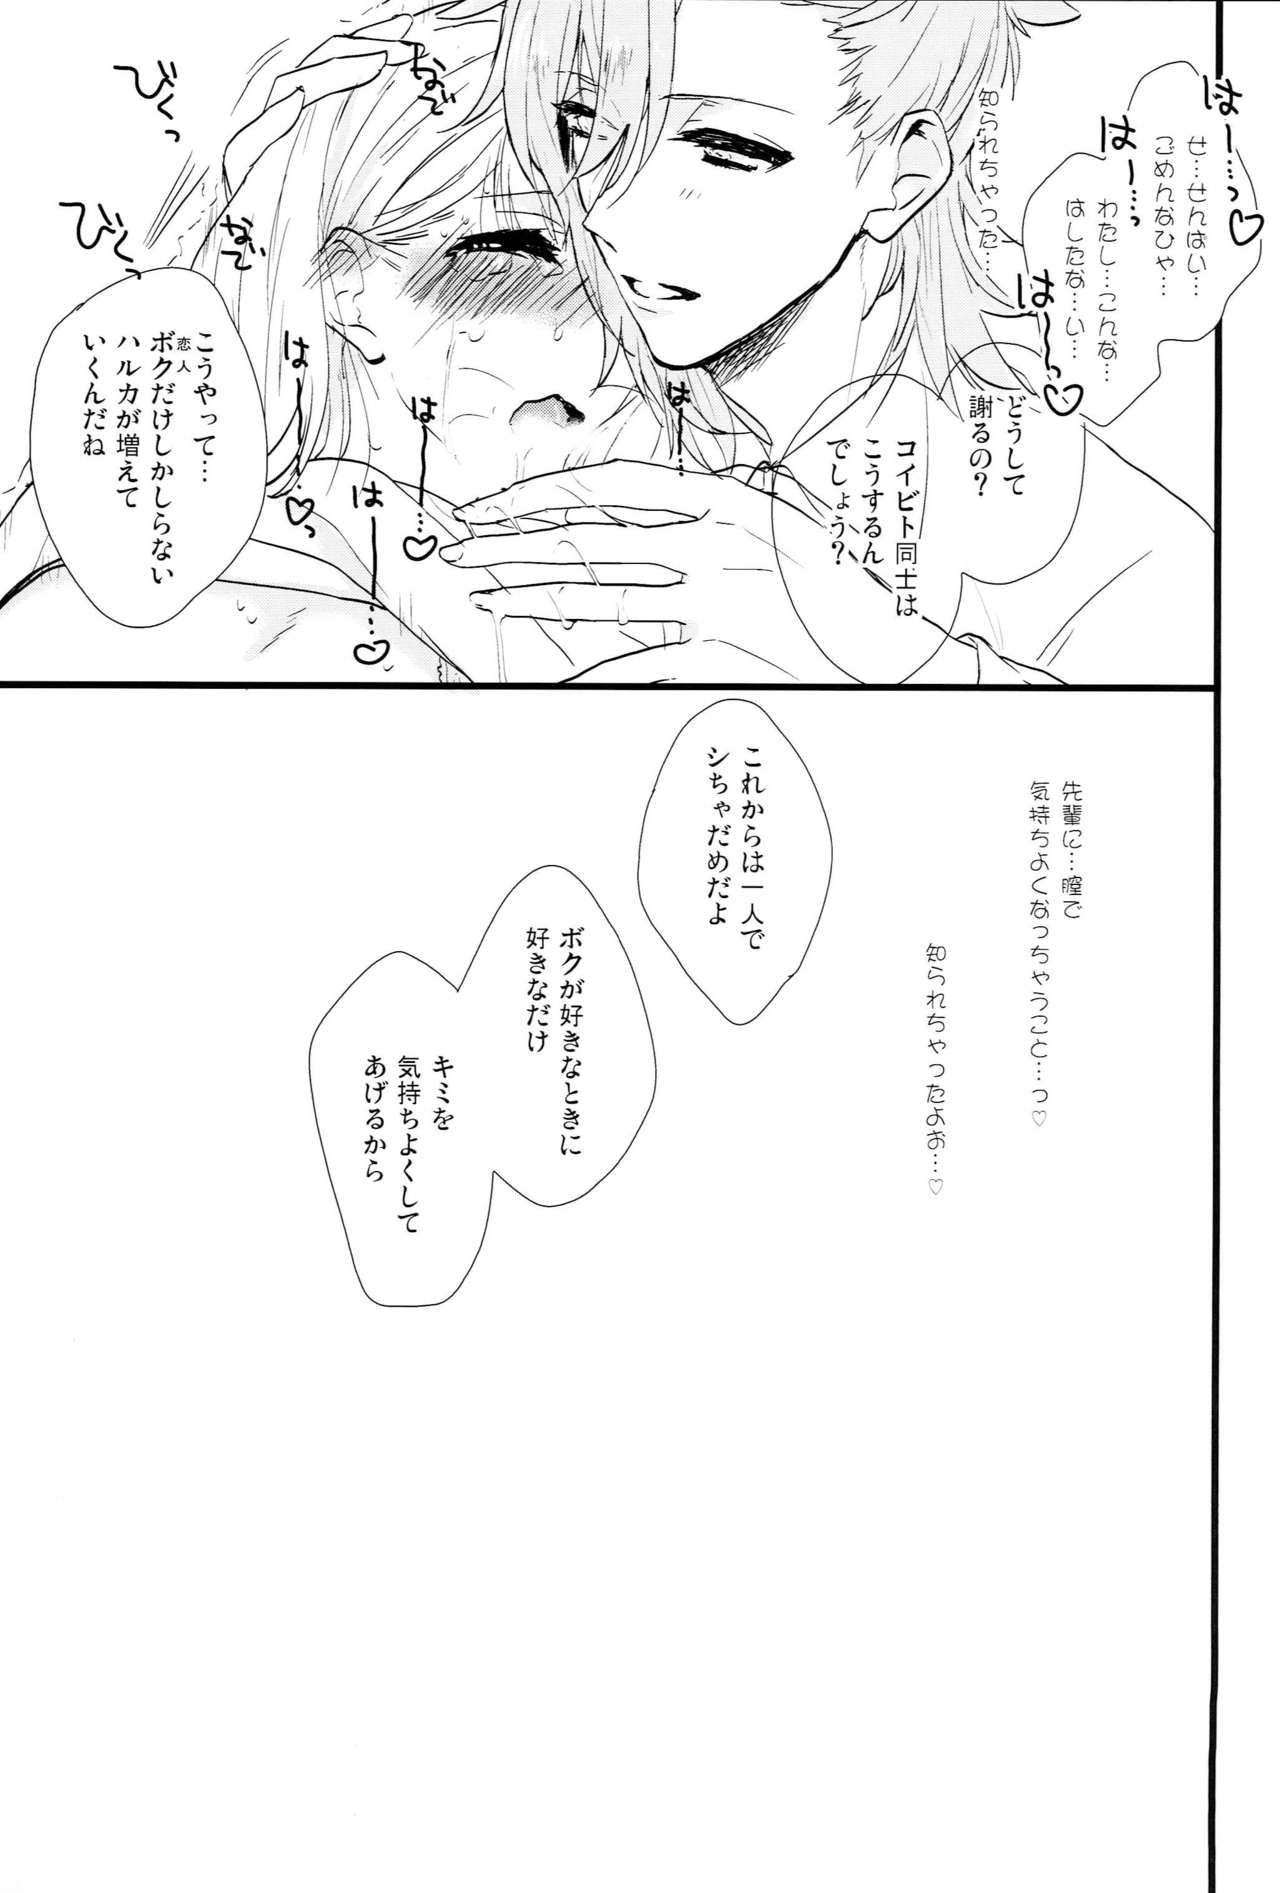 はー…っ♡
せ…せんぱい…
ごめんなひゃ…
はー…っ
わたし…こんな…
はしたな…い…
はー…っ♡
知られちゃった…
どうして
謝るの？
コイビト同士は
こうするん
でしょう？
なで
なで
びくっ
びくっ
は…
は…♡
は…♡っ
は…♡
こうやって…
ボクだけしかしらない
恋人
ハルカが増えて
いくんだね
先輩に…膣で
気持ちよくなっちゃうこと…っ♡
知られちゃったよお…♡
これからは一人で
シちゃだめだよ
ボクが好きなときに
好きなだけ
キミを
気持ちよくして
あげるから